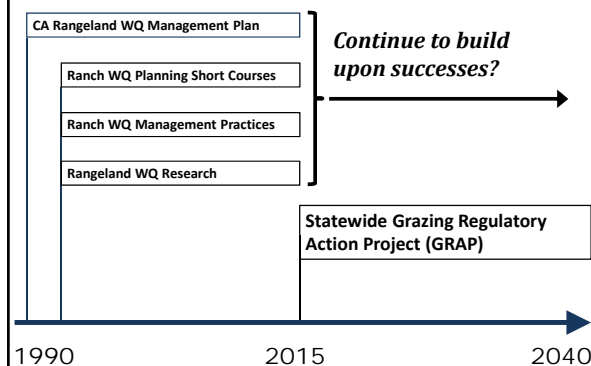 CA Rangeland WQ Management Plan
Continue to build
upon successes?
Ranch WQ Planning Short Courses
Ranch WQ Management Practices
Rangeland WQ Research
Statewide Grazing Regulatory
Action Project (GRAP)
1990
2015
2040